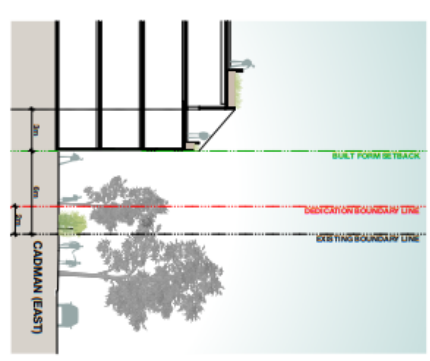 BUILT FORM SETBACK
DEDICATION BOUNDARY LINE
EXISTING BOUNDARY LINE
3m
6m
2m
CADMAN (EAST)